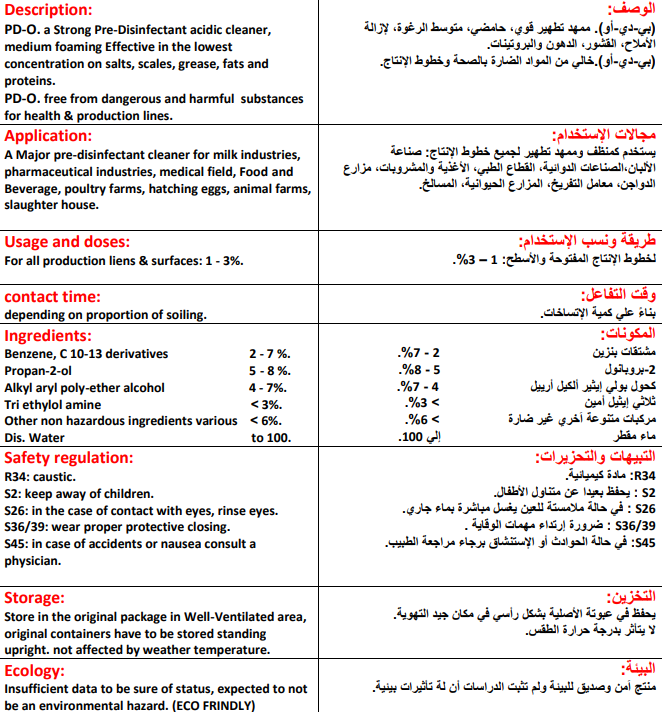 Description:
PD-O. a Strong Pre-Disinfectant acidic cleaner,
medium foaming Effective in the lowest
concentration on salts, scales, grease, fats and
proteins.
PD-O. free from dangerous and harmful substances
for health & production lines.
الوصف:
(بي-دي-أو). ممهد تطهير قوي، حامضي، متوسط الرغوة، لإزالة
الأملاح، القشور، الدهون والبروتينات.
(بي-دي-أو).خالي من المواد الضارة بالصحة وخطوط الإنتاج.
Application:
A Major pre-disinfectant cleaner for milk industries,
pharmaceutical industries, medical field, Food and
Beverage, poultry farms, hatching eggs, animal farms,
slaughter house.
مجالات الإستخدام:
يستخدم كمنظف وممهد تطهير لجميع خطوط الإنتاج: صناعة
الألبان،الصناعات الدوائية، القطاع الطبي، الأغذية والمشروبات، مزارع
الدواجن، معامل التفريخ، المزارع الحيوانية، المسالخ.
Usage and doses:
For all production liens & surfaces: 1 - 3%.
طريقة ونسب الإستخدام:
لخطوط الإنتاج المفتوحة والأسطح: 1 – 3%.
contact time:
depending on proportion of soiling.
وقت التفاعل:
بناءً علي كمية الإتساخات.
Ingredients:
Benzene, C 10-13 derivatives 2 - 7 %.
Propan-2-ol 5 - 8 %.
Alkyl aryl poly-ether alcohol 4 - 7%.
Tri ethylol amine < 3%.
Other non hazardous ingredients various < 6%.
Dis. Water to 100.
المكونات:
مشتقات بنزين 2 - 7%.
2-بروبانول 5 - 8%.
كحول بولي إيثير ألكيل أرييل 4 - 7%.
ثلاثي إيثيل أمين < 3%.
مركبات متنوعة أخري غير ضارة < 6%.
ماء مقطر إلي 100.
Safety regulation:
R34: caustic.
S2: keep away of children.
S26: in the case of contact with eyes, rinse eyes.
S36/39: wear proper protective closing.
S45: in case of accidents or nausea consult a
physician.
التبيهات والتحزيرات:
R34: مادة كيميائية.
S2 : يحفظ بعيدا عن متناول الأطفال.
S26 : في حالة ملامستة للعين يغسل مباشرة بماء جاري.
S36/39 : ضرورة إرتداء مهمات الوقاية .
S45: في حالة الحوادث أو الإستنشاق برجاء مراجعة الطبيب.
Storage:
Store in the original package in Well-Ventilated area,
original containers have to be stored standing
upright. not affected by weather temperature.
التخزين:
يحفظ في عبوتة الأصلية بشكل رأسي في مكان جيد التهوية.
لا يتأثر بدرجة حرارة الطقس.
Ecology:
Insufficient data to be sure of status, expected to not
be an environmental hazard. (ECO FRINDLY)
البيئة:
منتج أمن وصديق للبيئة ولم تثبت الدراسات أن لة تأثيرات بيئية.